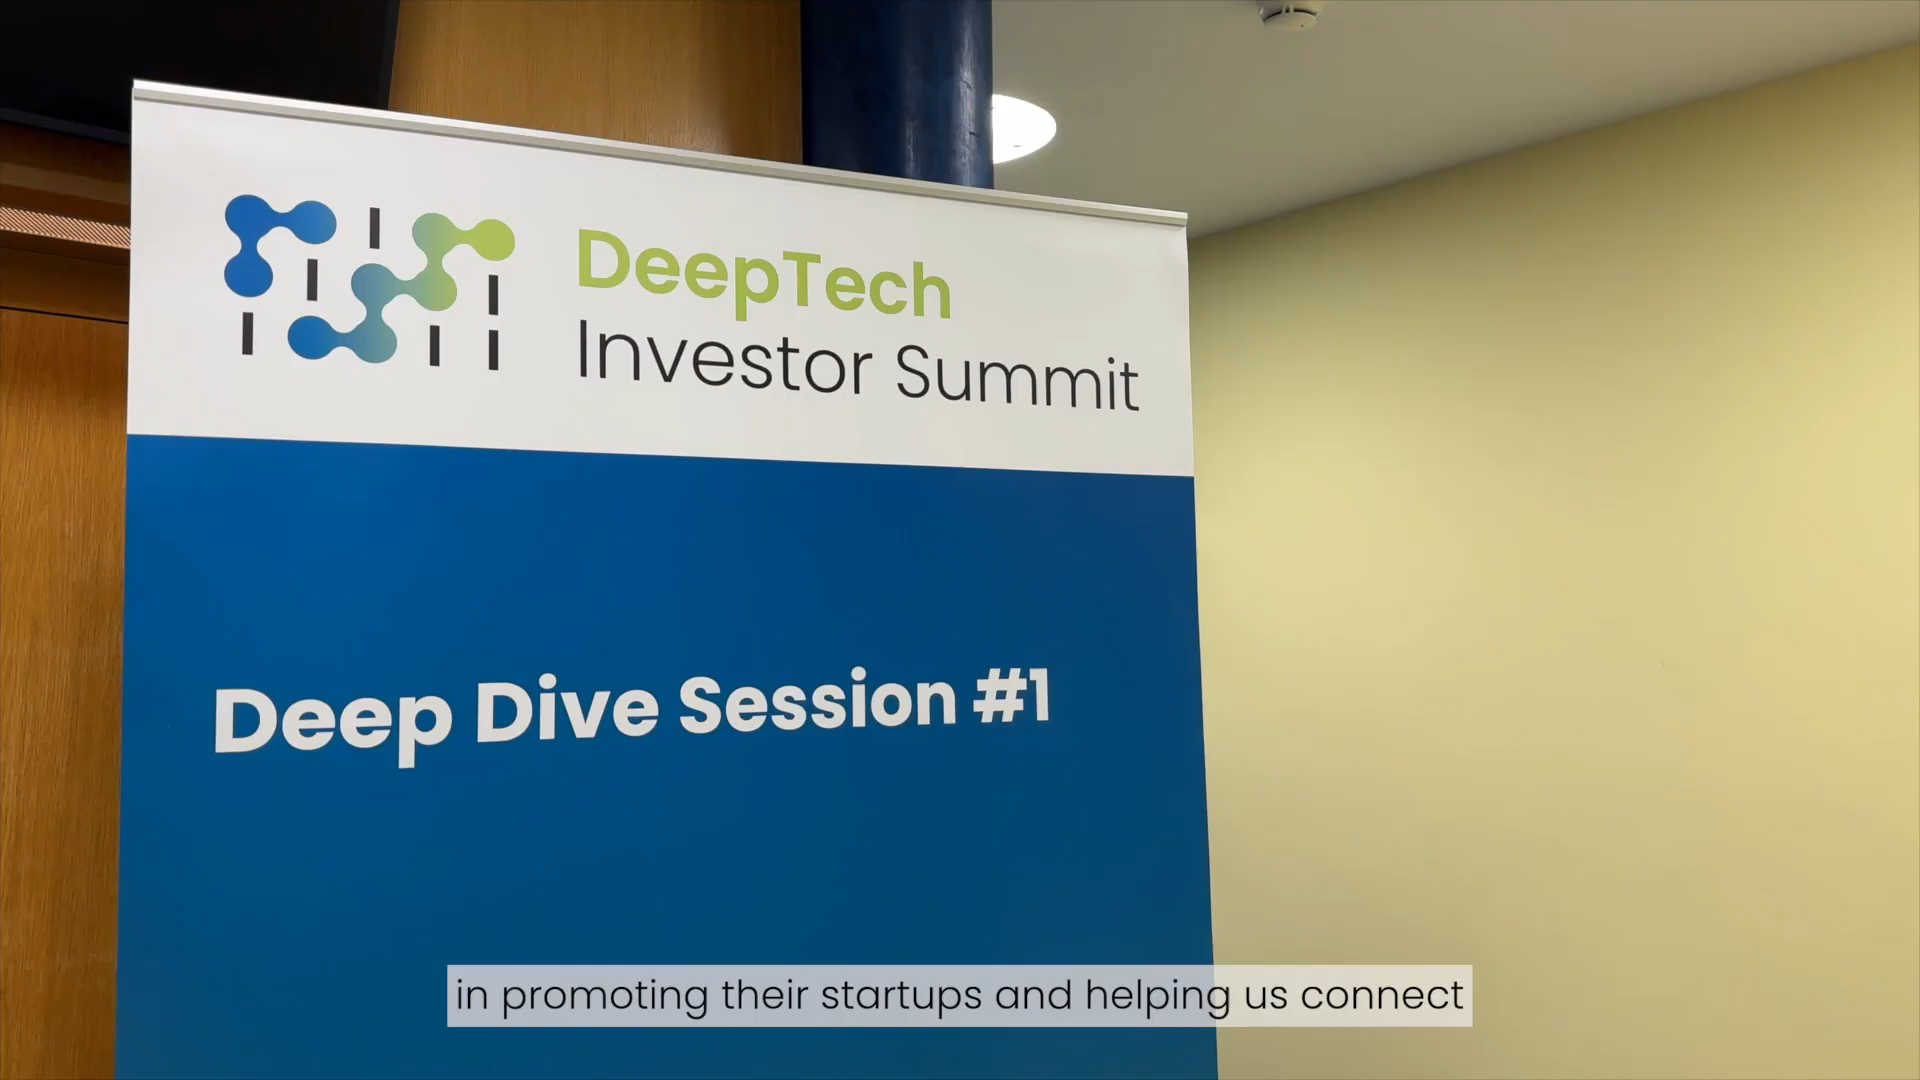 DeepTech
Investor Summit
Deep Dive Session #1
in promoting their startups and helping us connect